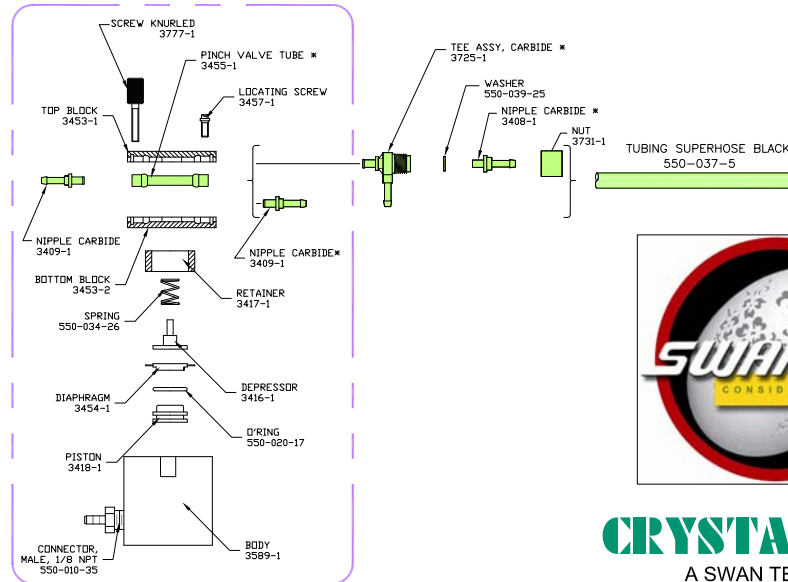 SCREW KNURLED
3777-1
PINCH VALVE TUBE *
3455-1
LOCATING SCREW
3457-1
TOP BLOCK
3453-1
NIPPLE CARBIDE
3409-1
BOTTOM BLOCK
3453-2
NIPPLE CARBIDE*
3409-1
RETAINER
3417-1
SPRING
550-034-26
DEPRESSOR
3416-1
DIAPHRAGM
3454-1
O'RING
550-020-17
PISTON
3418-1
BODY
3589-1
CONNECTOR,
MALE, 1/8 NPT
550-010-35
TEE ASSY, CARBIDE *
3725-1
WASHER
550-039-25
NIPPLE CARBIDE *
3408-1
NUT
3731-1
TUBING SUPERHOSE BLACK
550-037-5
SWA
CONSID
CRYSTA
A SWAN TE